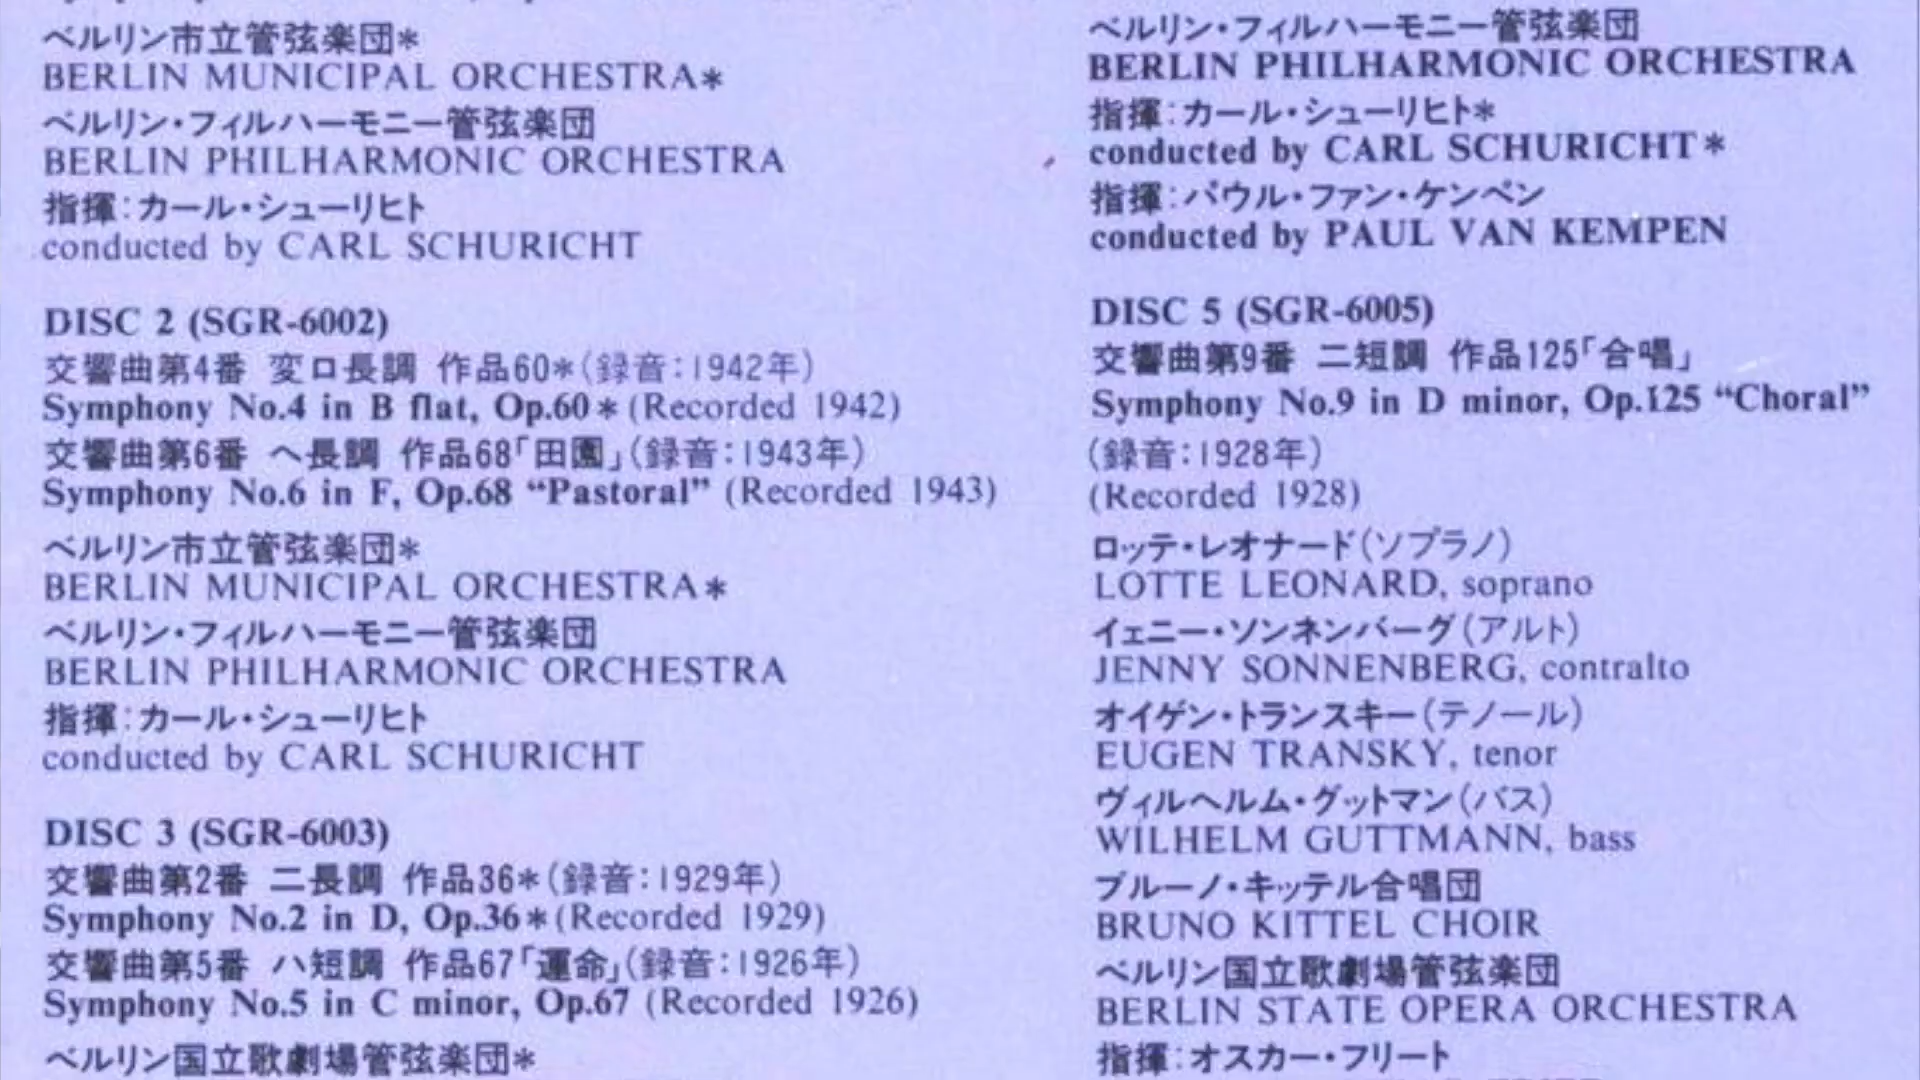 ベルリン市立管弦楽団*
BERLIN MUNICIPAL ORCHESTRA*
ベルリン・フィルハーモニー管弦楽団
BERLIN PHILHARMONIC ORCHESTRA
指揮:カール・シューリヒト
conducted by CARL SCHURICHT
DISC 2 (SGR-6002)
交響曲第4番 変ロ長調 作品60*(録音:1942年)
Symphony No.4 in B flat, Op.60*(Recorded 1942)
交響曲第6番 ヘ長調 作品68「田園」(録音:1943年)
Symphony No.6 in F, Op.68 “Pastoral” (Recorded 1943)
ベルリン市立管弦楽団*
BERLIN MUNICIPAL ORCHESTRA*
ベルリン・フィルハーモニー管弦楽団
BERLIN PHILHARMONIC ORCHESTRA
指揮:カール・シューリヒト
conducted by CARL SCHURICHT
DISC 3 (SGR-6003)
交響曲第2番 ニ長調 作品36*(録音:1929年)
Symphony No.2 in D, Op.36*(Recorded 1929)
交響曲第5番 ハ短調 作品67「運命」(録音:1926年)
Symphony No.5 in C minor, Op.67 (Recorded 1926)
ベルリン国立歌劇場管弦楽団*
ベルリン・フィルハーモニー管弦楽団
BERLIN PHILHARMONIC ORCHESTRA
指揮:カール・シューリヒト*
conducted by CARL SCHURICHT*
指揮:パウル・ファン・ケンペン
conducted by PAUL VAN KEMPEN
DISC 5 (SGR-6005)
交響曲第9番 ニ短調 作品125「合唱」
Symphony No.9 in D minor, Op.125 “Choral”
(録音:1928年)
(Recorded 1928)
ロッテ・レオナード(ソプラノ)
LOTTE LEONARD, soprano
イェニー・ソンネンバーグ(アルト)
JENNY SONNENBERG, contralto
オイゲン・トランスキー(テノール)
EUGEN TRANSKY, tenor
ヴィルヘルム・グットマン(バス)
WILHELM GUTTMANN, bass
ブルーノ・キッテル合唱団
BRUNO KITTEL CHOIR
ベルリン国立歌劇場管弦楽団
BERLIN STATE OPERA ORCHESTRA
指揮:オスカー・フリート